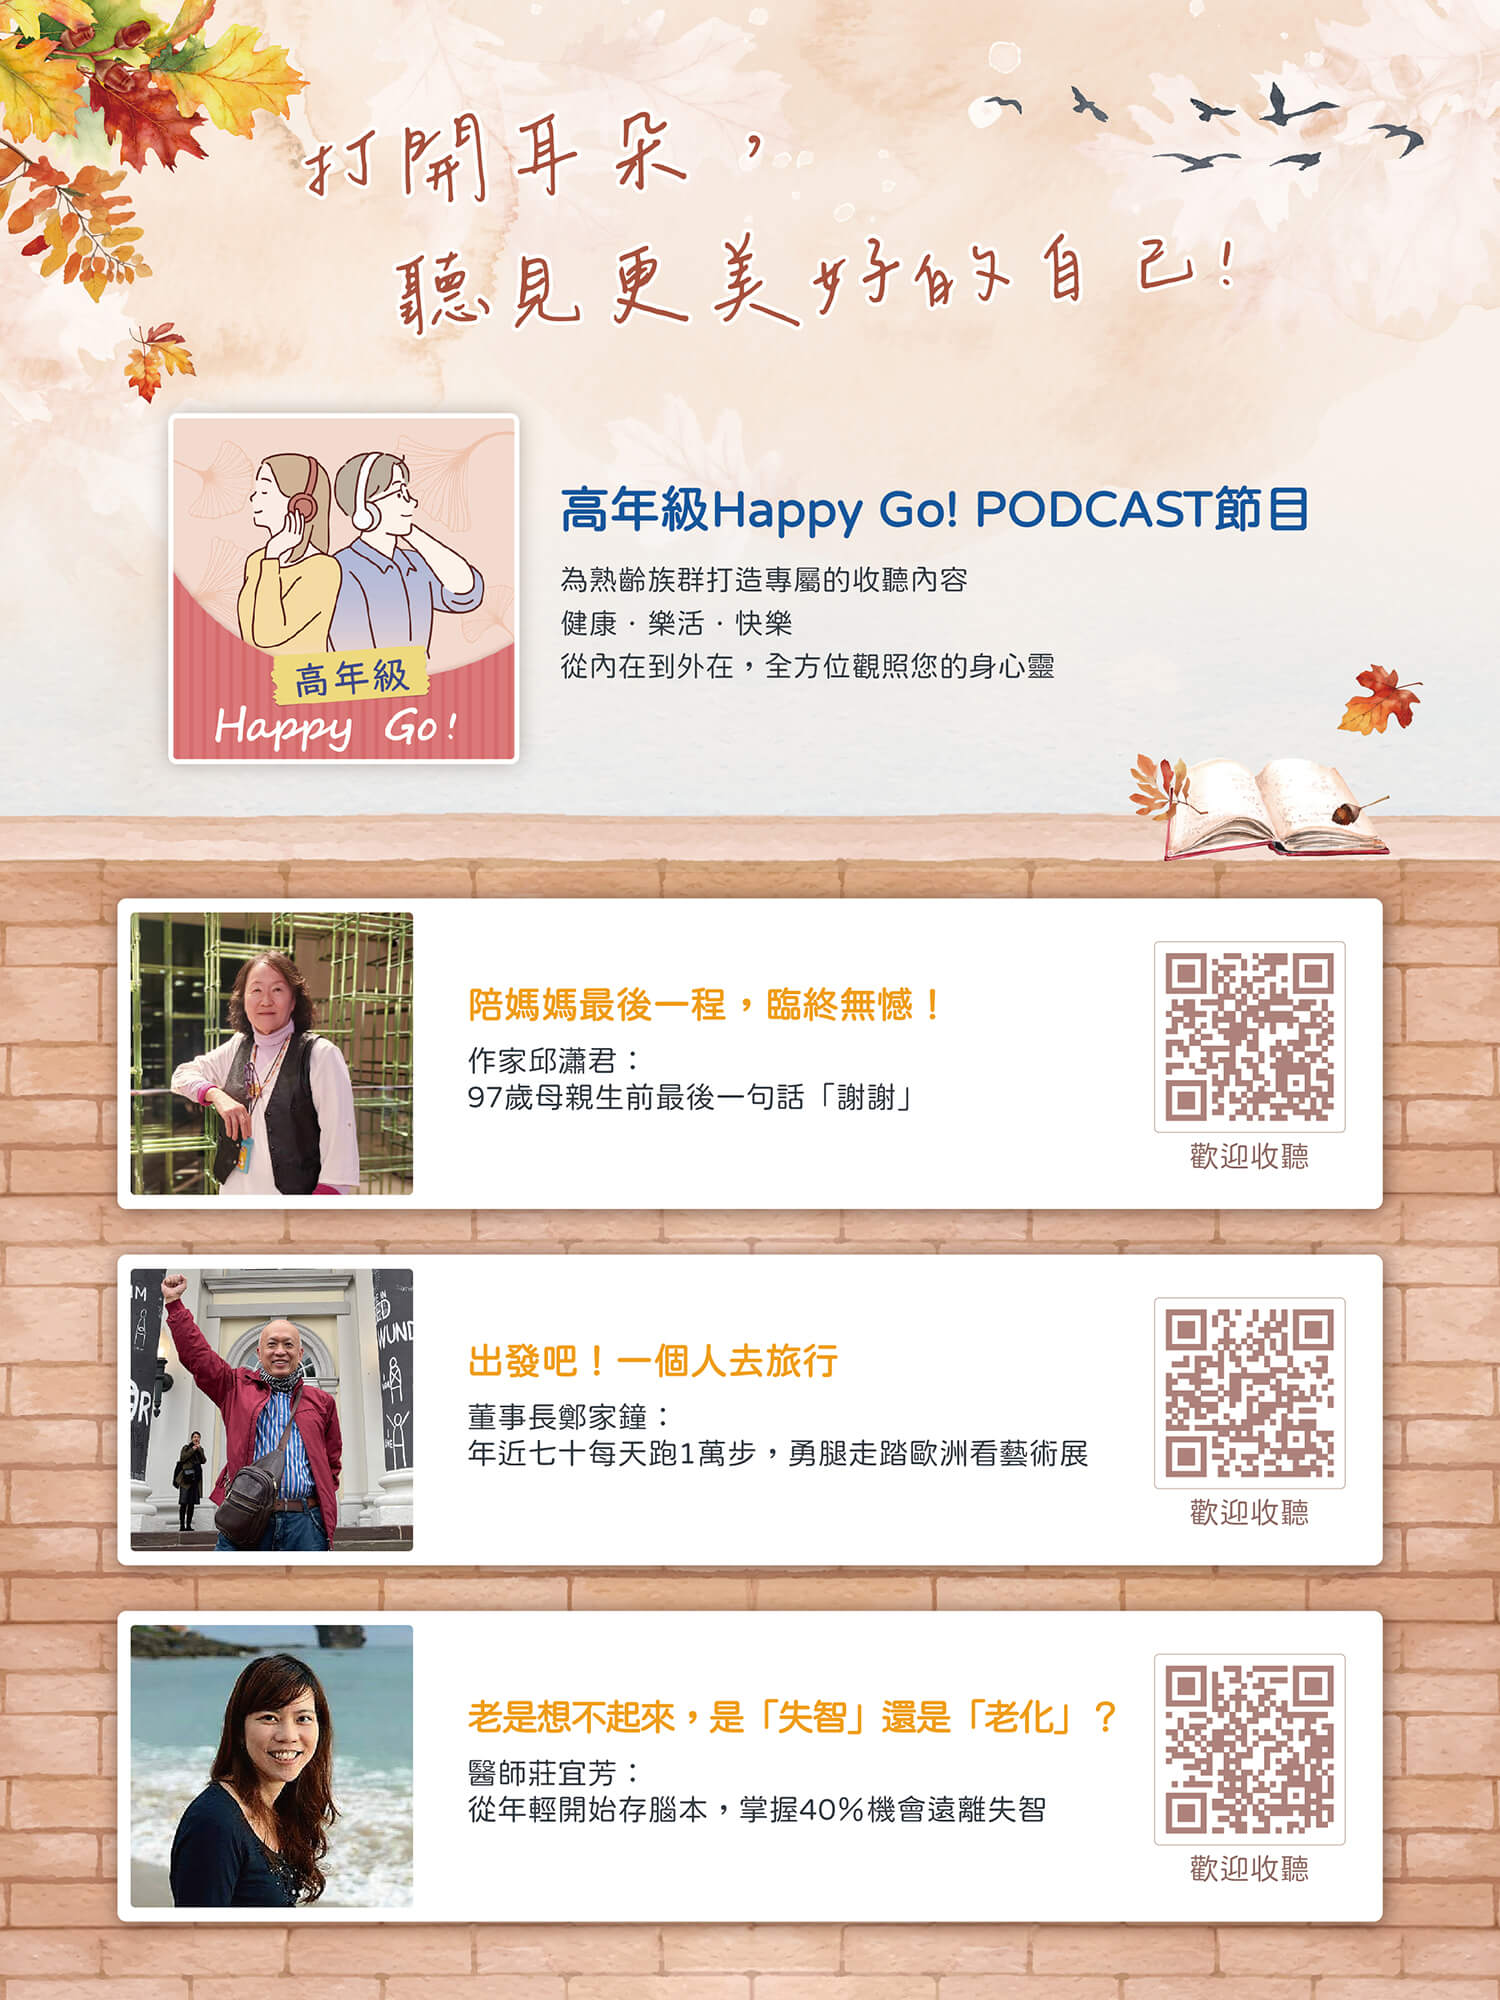 打開耳朵，
聽見更美好的自己！
高年級
Happy Go!
高年級Happy Go! PODCAST節目
為熟齡族群打造專屬的收聽內容
健康．樂活．快樂
從內在到外在，全方位觀照您的身心靈
陪媽媽最後一程，臨終無憾！
作家邱瀟君：
97歲母親生前最後一句話「謝謝」
歡迎收聽
出發吧！一個人去旅行
董事長鄭家鐘：
年近七十每天跑1萬步，勇腿走踏歐洲看藝術展
歡迎收聽
老是想不起來，是「失智」還是「老化」？
醫師莊宜芳：
從年輕開始存腦本，掌握40%機會遠離失智
歡迎收聽